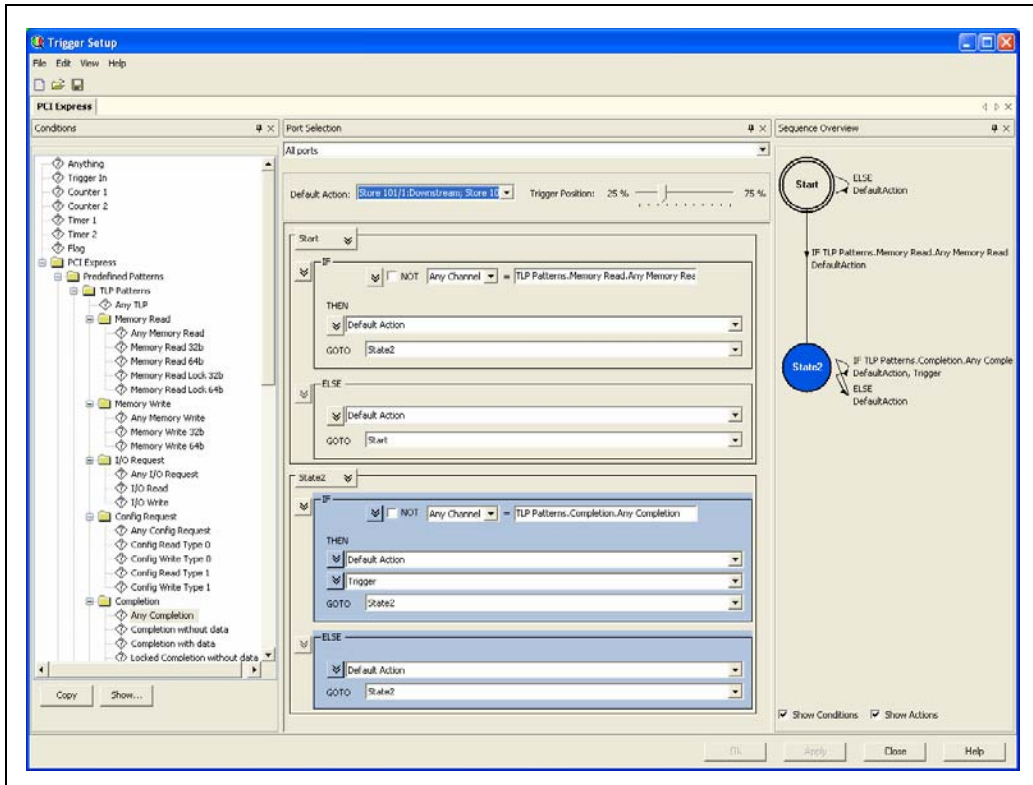 Trigger Setup
File Edit View Help
PCI Express
Conditions
Anything
Trigger In
Counter 1
Counter 2
Timer 1
Timer 2
Flag
PCI Express
Predefined Patterns
TLP Patterns
Any TLP
Memory Read
Any Memory Read
Memory Read 32b
Memory Read 64b
Memory Read Lock 32b
Memory Read Lock 64b
Memory Write
Any Memory Write
Memory Write 32b
Memory Write 64b
I/O Request
Any I/O Request
I/O Read
I/O Write
Config Request
Any Config Request
Config Read Type 0
Config Write Type 0
Config Read Type 1
Config Write Type 1
Completion
Any Completion
Completion without data
Completion with data
Locked Completion without data
Copy Show...
Port Selection
All ports
Default Action: Store 101/1:Downstream; Store 10 Trigger Position: 25 % 75 %
Start
IF
NOT Any Channel = TLP Patterns.Memory Read.Any Memory Rea
THEN
Default Action
GOTO State2
ELSE
Default Action
GOTO Start
State2
IF
NOT Any Channel = TLP Patterns.Completion.Any Completion
THEN
Default Action
Trigger
GOTO State2
ELSE
Default Action
GOTO State2
Sequence Overview
Start
ELSE
DefaultAction
IF TLP Patterns.Memory Read.Any Memory Read
DefaultAction
State2
IF TLP Patterns.Completion.Any Comple
DefaultAction, Trigger
ELSE
DefaultAction
Show Conditions Show Actions
Ok Apply Close Help